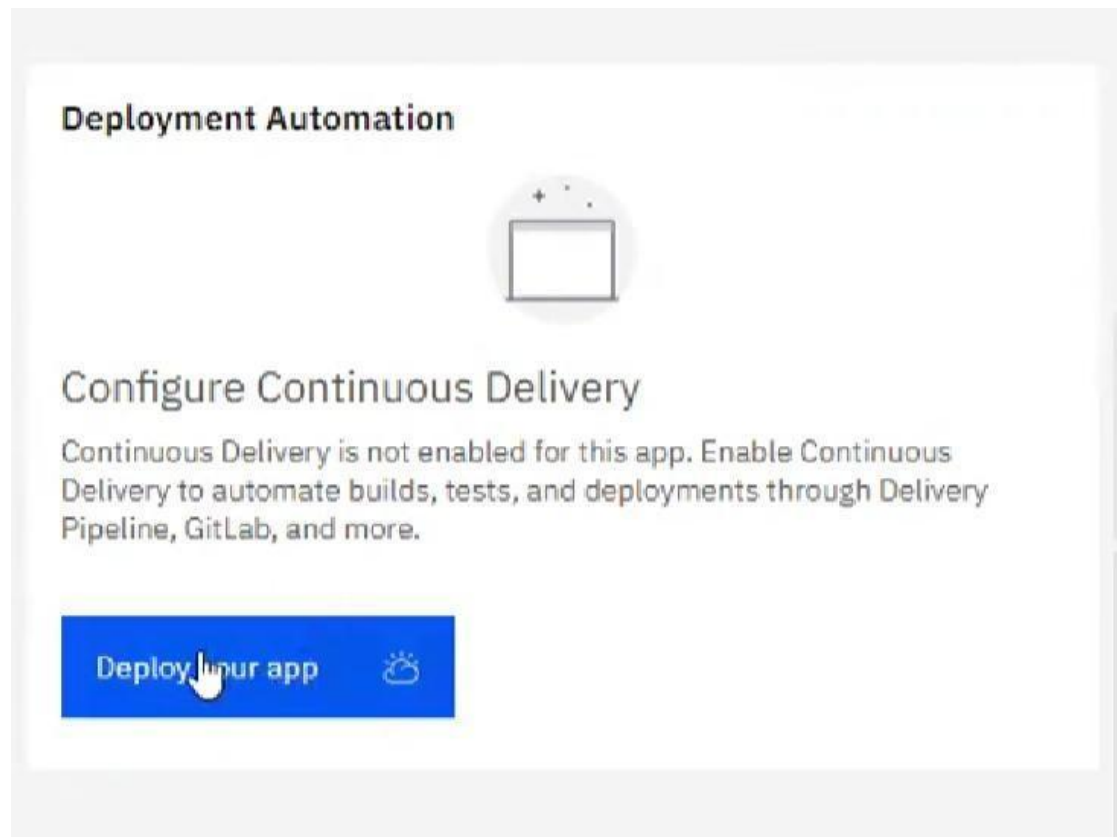 Deployment Automation
Configure Continuous Delivery
Continuous Delivery is not enabled for this app. Enable Continuous
Delivery to automate builds, tests, and deployments through Delivery
Pipeline, GitLab, and more.
Deploy your app